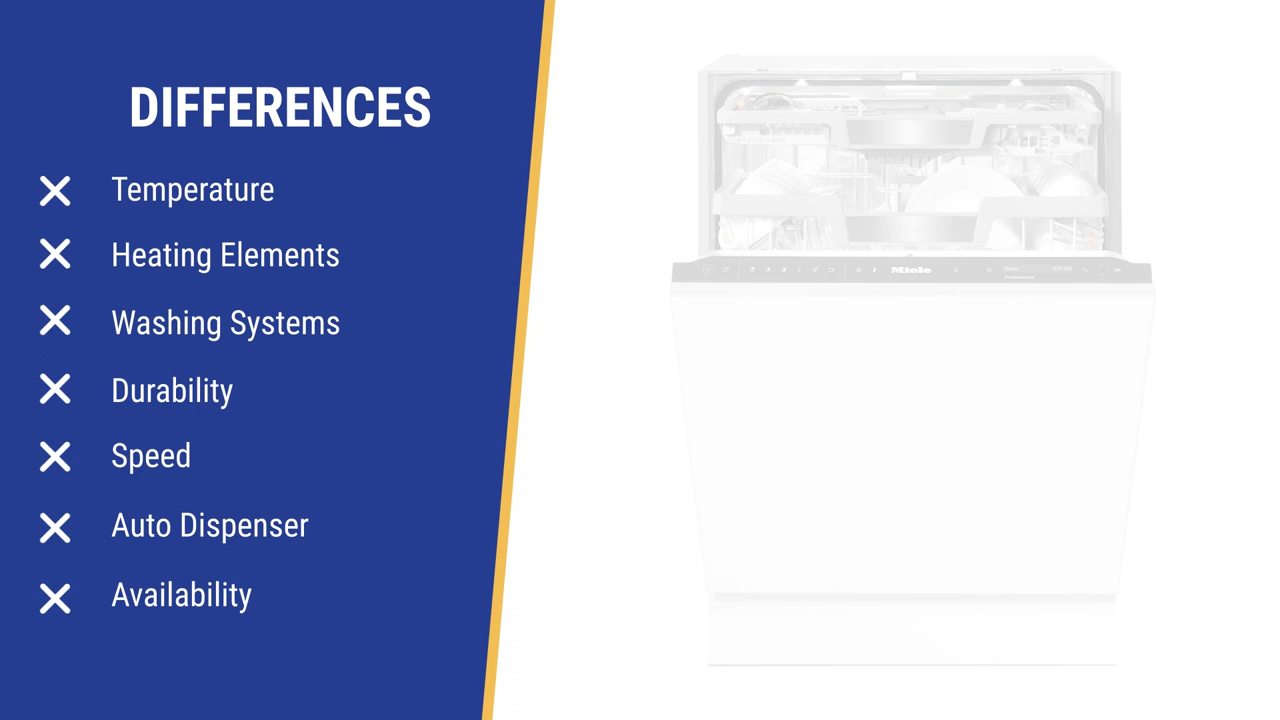 DIFFERENCES
Temperature
Heating Elements
Washing Systems
Durability
Speed
Auto Dispenser
Availability
Miele